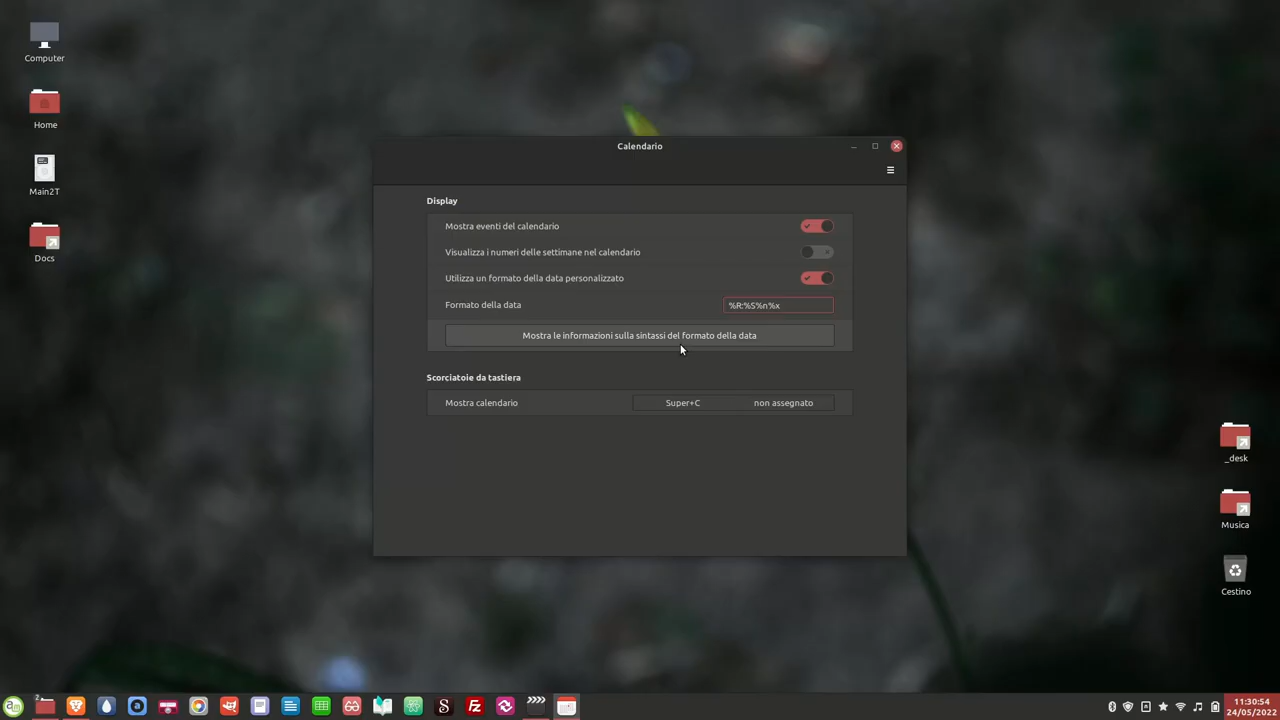 Computer
Home
Main2T
Docs
Calendario
Display
Mostra eventi del calendario
Visualizza i numeri delle settimane nel calendario
Utilizza un formato della data personalizzato
Formato della data
%R:%S%n%x
Mostra le informazioni sulla sintassi del formato della data
Scorciatoie da tastiera
Mostra calendario Super+C non assegnato
_desk
Musica
Cestino
2
11:30:54
24/05/2022